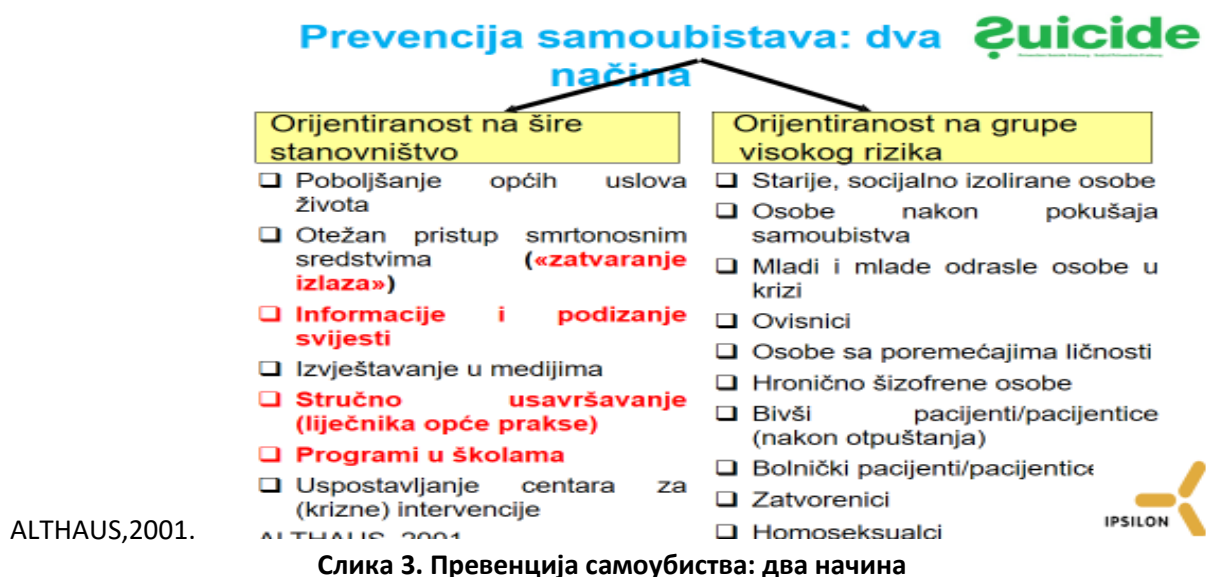 Prevencija samoubistava: dva
načina
Suicide
Orijentiranost na šire
stanovništvo
❑ Poboljšanje općih uslova
života
❑ Otežan pristup smrtonosnim
sredstvima («zatvaranje
izlaza»)
❑ Informacije i podizanje
svijesti
❑ Izvještavanje u medijima
❑ Stručno usavršavanje
(liječnika opće prakse)
❑ Programi u školama
❑ Uspostavljanje centara za
(krizne) intervencije
ALTHAUS, 2001
Orijentiranost na grupe
visokog rizika
❑ Starije, socijalno izolirane osobe
❑ Osobe nakon pokušaja
samoubistva
❑ Mladi i mlade odrasle osobe u
krizi
❑ Ovisnici
❑ Osobe sa poremećajima ličnosti
❑ Hronično šizofrene osobe
❑ Bivši pacijenti/pacijentice
(nakon otpuštanja)
❑ Bolnički pacijenti/pacijentice
❑ Zatvorenici
❑ Homoseksualci
IPSILON
ALTHAUS,2001.
Слика 3. Превенција самоубиства: два начина